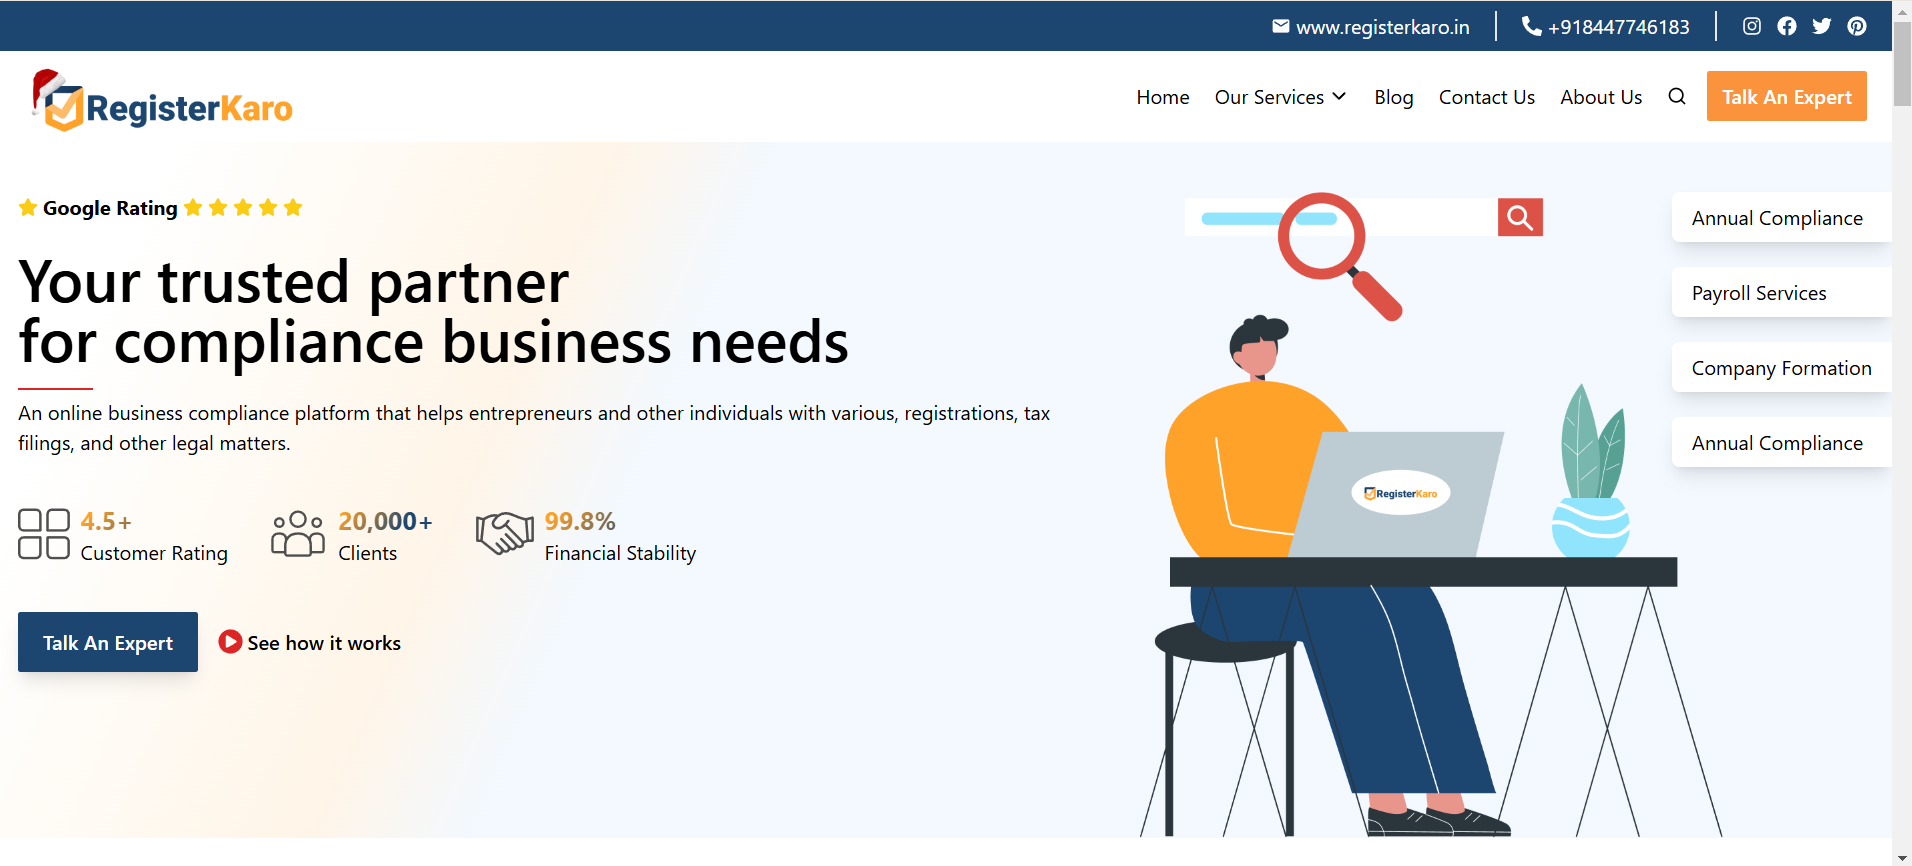 www.registerkaro.in +918447746183
RegisterKaro
Home Our Services Blog Contact Us About Us Talk An Expert
Google Rating
Your trusted partner
for compliance business needs
An online business compliance platform that helps entrepreneurs and other individuals with various, registrations, tax
filings, and other legal matters.
4.5+
Customer Rating
20,000+
Clients
99.8%
Financial Stability
Talk An Expert
See how it works
RegisterKaro
Annual Compliance
Payroll Services
Company Formation
Annual Compliance